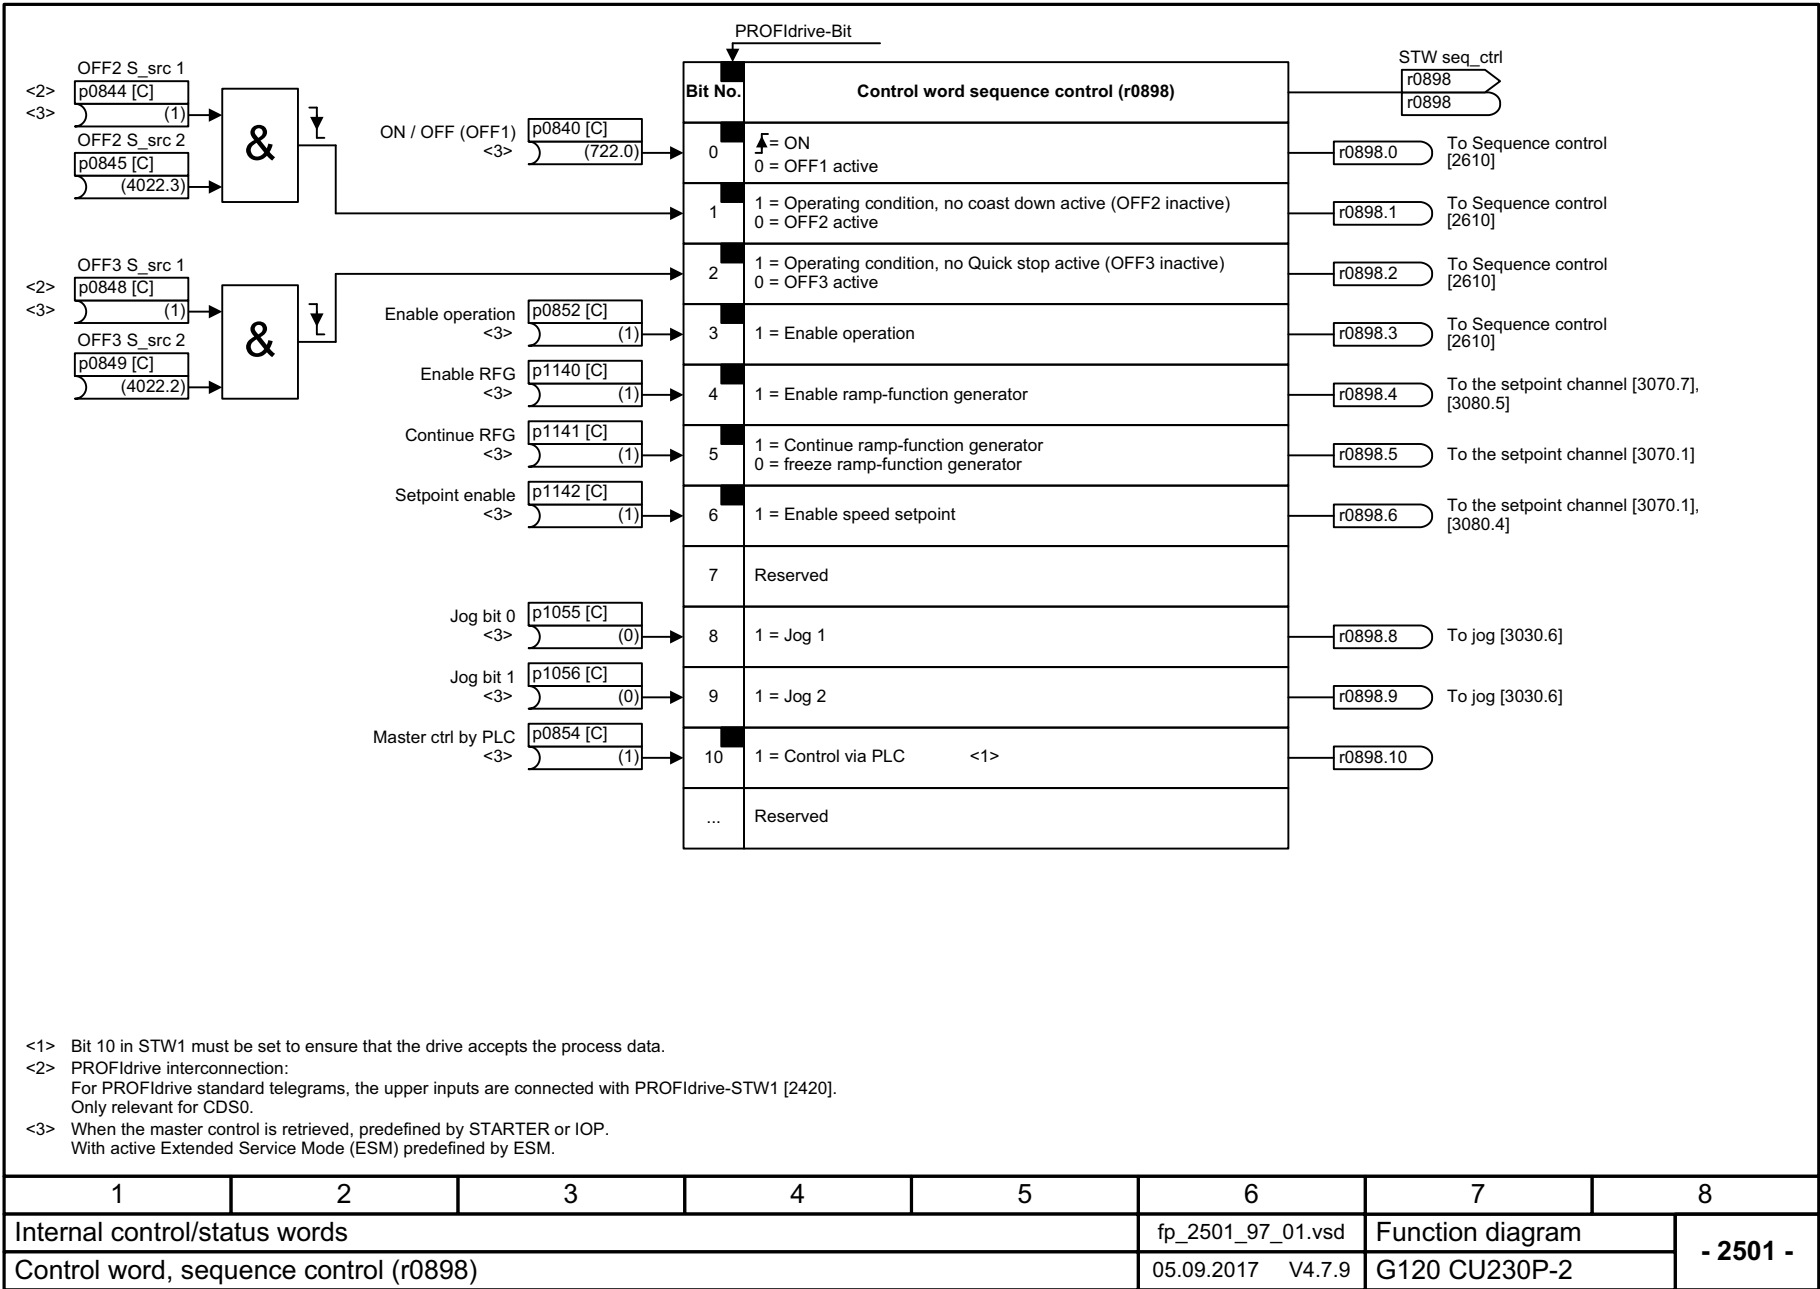 PROFIdrive-Bit
STW seq_ctrl
r0898
r0898
OFF2 S_src 1
<2> p0844 [C]
<3> (1)
OFF2 S_src 2
p0845 [C]
(4022.3)
&
OFF3 S_src 1
<2> p0848 [C]
<3> (1)
OFF3 S_src 2
p0849 [C]
(4022.2)
&
Bit No. Control word sequence control (r0898)
ON / OFF (OFF1) p0840 [C]
<3> (722.0)
0
= ON
0 = OFF1 active
r0898.0
To Sequence control
[2610]
1
1 = Operating condition, no coast down active (OFF2 inactive)
0 = OFF2 active
r0898.1
To Sequence control
[2610]
2
1 = Operating condition, no Quick stop active (OFF3 inactive)
0 = OFF3 active
r0898.2
To Sequence control
[2610]
Enable operation p0852 [C]
<3> (1)
3
1 = Enable operation
r0898.3
To Sequence control
[2610]
Enable RFG p1140 [C]
<3> (1)
4
1 = Enable ramp-function generator
r0898.4
To the setpoint channel [3070.7],
[3080.5]
Continue RFG p1141 [C]
<3> (1)
5
1 = Continue ramp-function generator
0 = freeze ramp-function generator
r0898.5
To the setpoint channel [3070.1]
Setpoint enable p1142 [C]
<3> (1)
6
1 = Enable speed setpoint
r0898.6
To the setpoint channel [3070.1],
[3080.4]
7 Reserved
Jog bit 0 p1055 [C]
<3> (0)
8
1 = Jog 1
r0898.8
To jog [3030.6]
Jog bit 1 p1056 [C]
<3> (0)
9
1 = Jog 2
r0898.9
To jog [3030.6]
Master ctrl by PLC p0854 [C]
<3> (1)
10
1 = Control via PLC <1>
r0898.10
... Reserved
<1> Bit 10 in STW1 must be set to ensure that the drive accepts the process data.
<2> PROFIdrive interconnection:
For PROFIdrive standard telegrams, the upper inputs are connected with PROFIdrive-STW1 [2420].
Only relevant for CDS0.
<3> When the master control is retrieved, predefined by STARTER or IOP.
With active Extended Service Mode (ESM) predefined by ESM.
1 2 3 4 5 6 7 8
Internal control/status words fp_2501_97_01.vsd Function diagram
- 2501 -
Control word, sequence control (r0898) 05.09.2017 V4.7.9 G120 CU230P-2